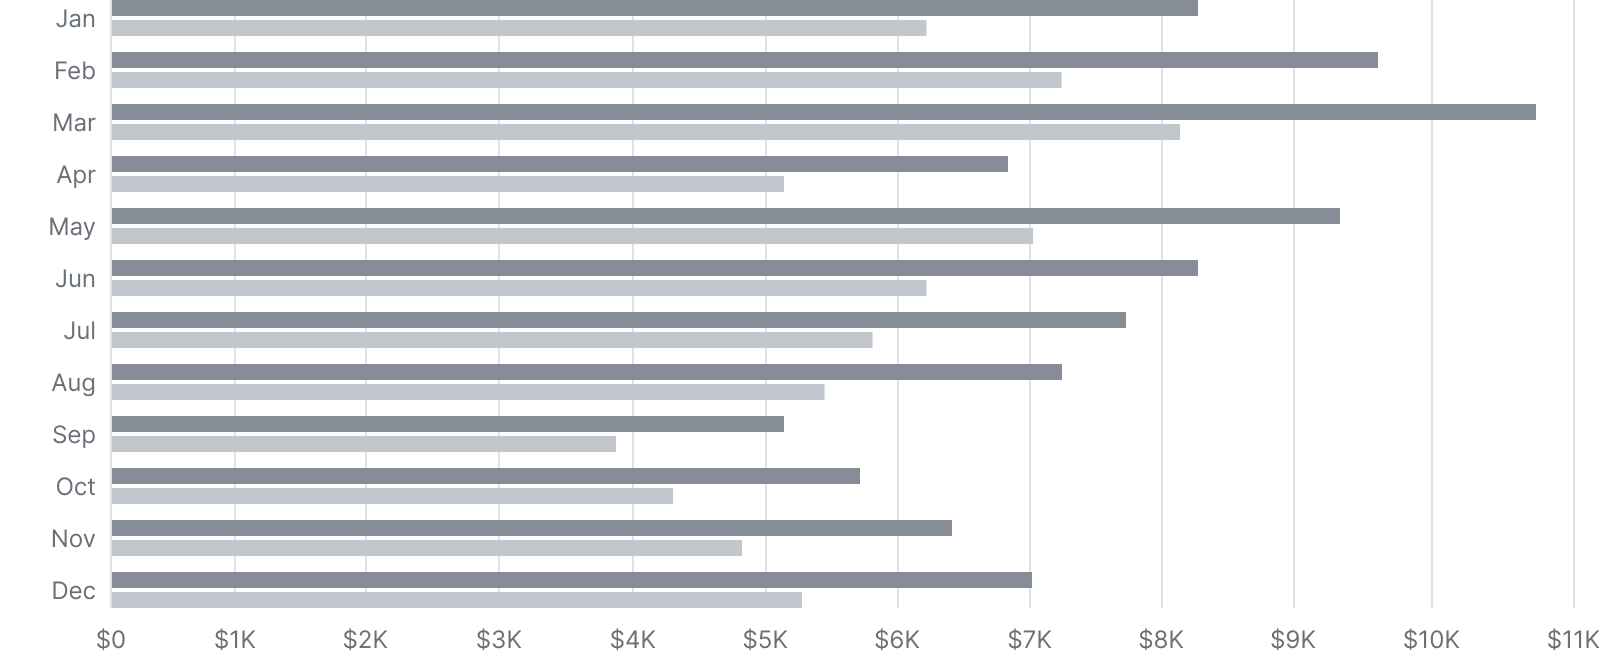 Jan
Feb
Mar
Apr
May
Jun
Jul
Aug
Sep
Oct
Nov
Dec
$0 $1K $2K $3K $4K $5K $6K $7K $8K $9K $10K $11K